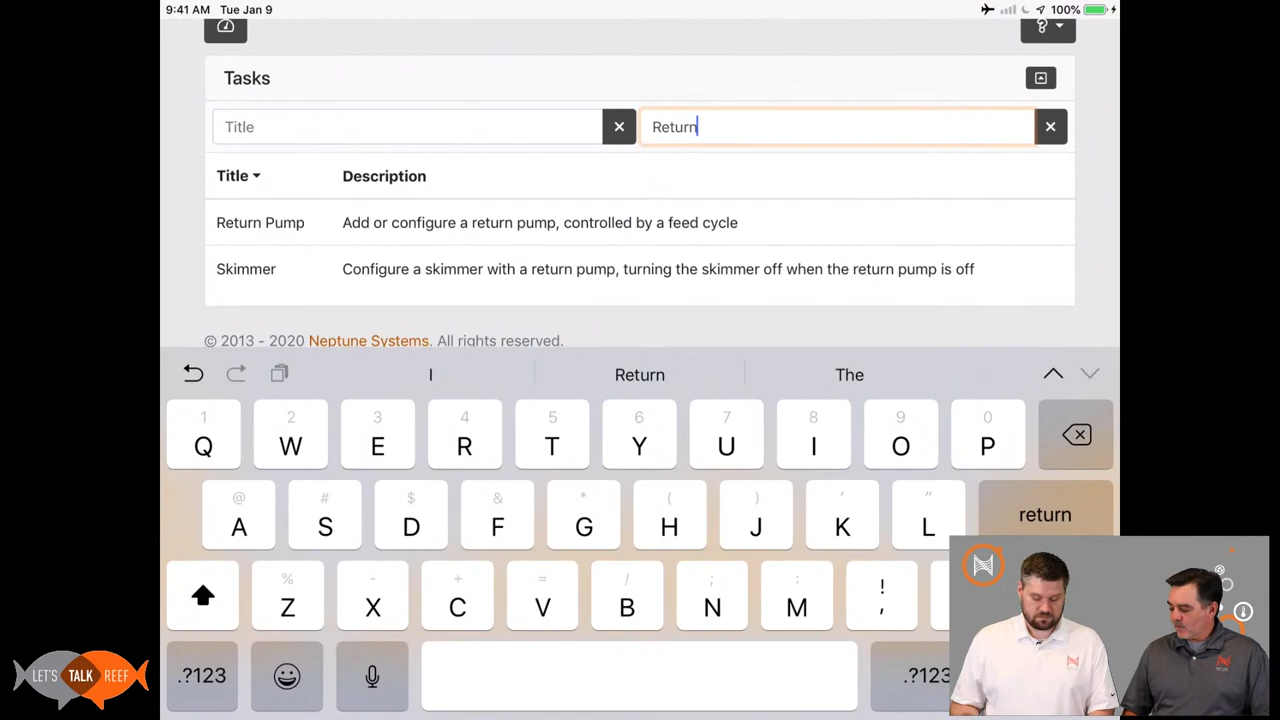 9:41 AM Tue Jan 9
100%
?
Tasks
Title
Return
Title
Description
Return Pump
Add or configure a return pump, controlled by a feed cycle
Skimmer
Configure a skimmer with a return pump, turning the skimmer off when the return pump is off
© 2013 - 2020 Neptune Systems. All rights reserved.
I Return The
1 2 3 4 5 6 7 8 9 0
Q W E R T Y U I O P
@ # $ & * ( ) ' "
A S D F G H J K L return
% - + = / ; : !
Z X C V B N M ,
.?123 .?123
LET'S TALK REEF